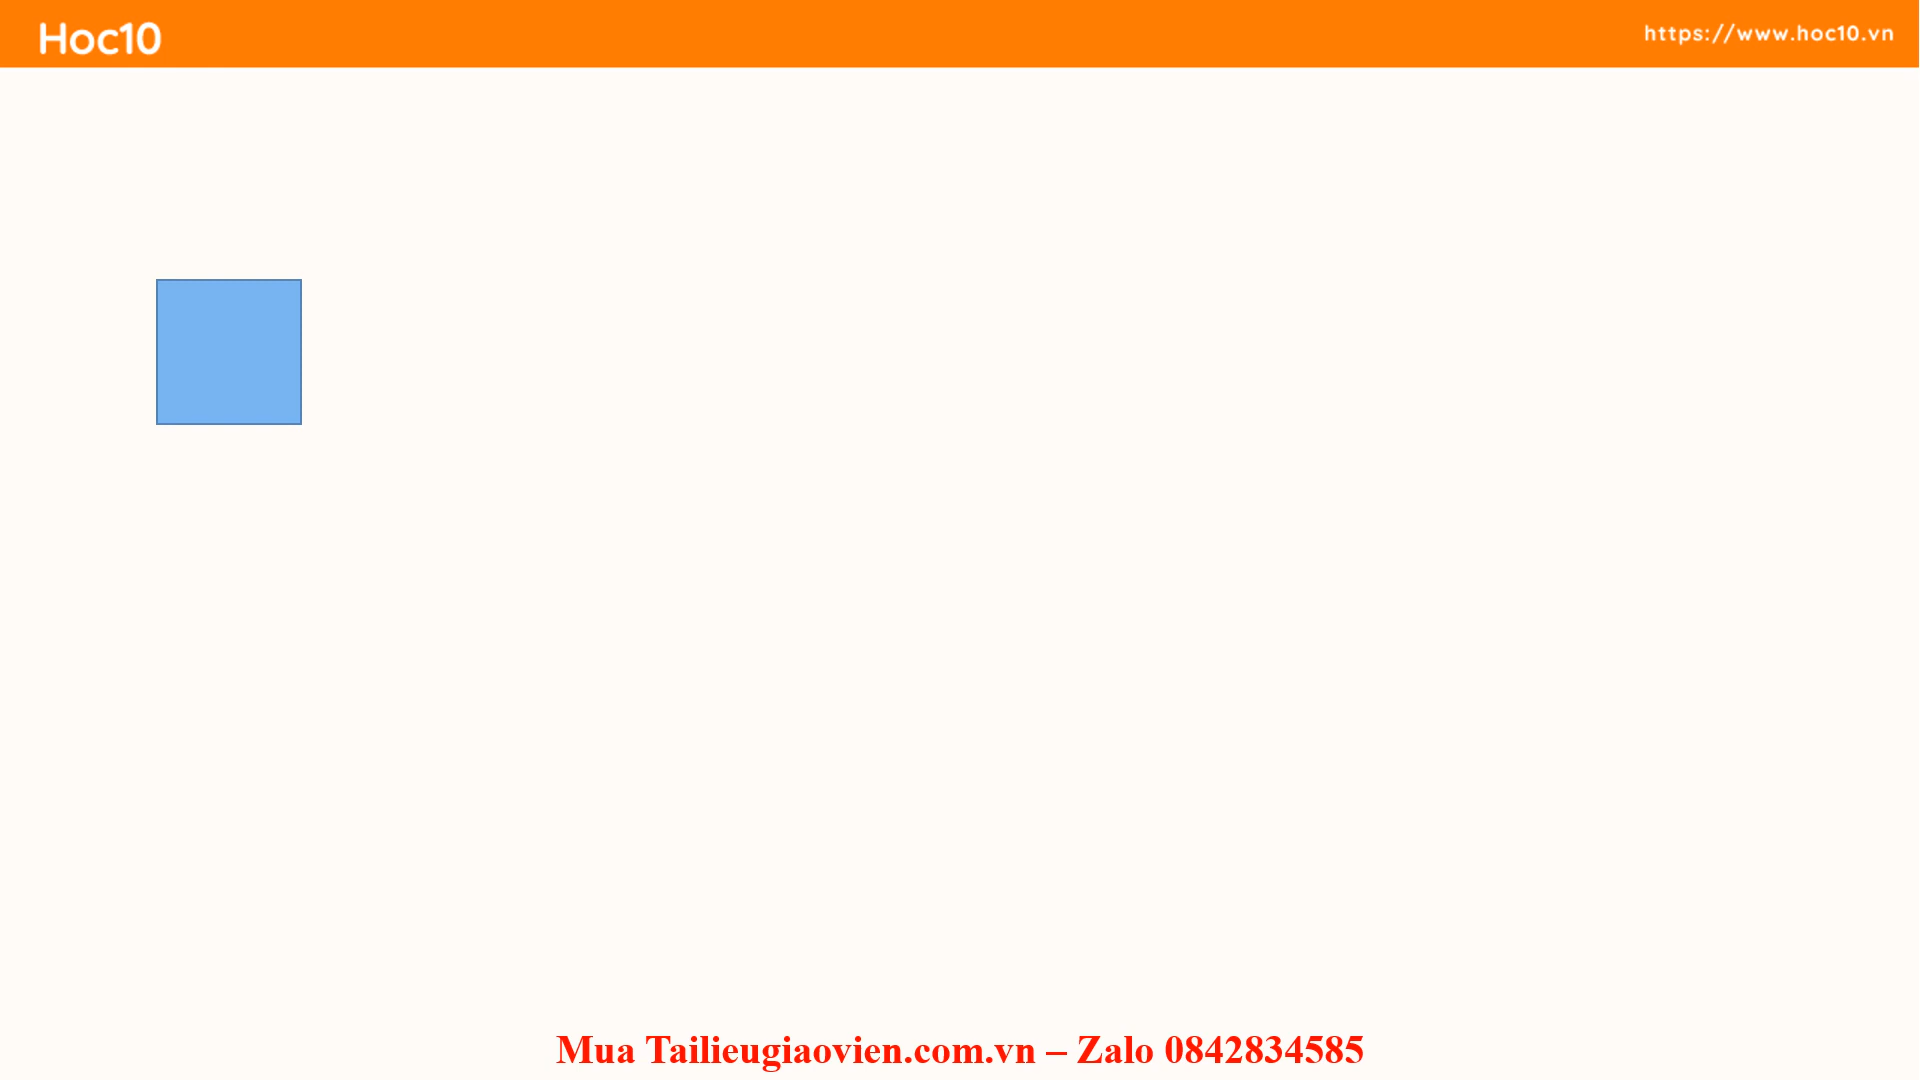 Hoc10
https://www.hoc10.vn
Mua Tailieugiaovien.com.vn – Zalo 0842834585